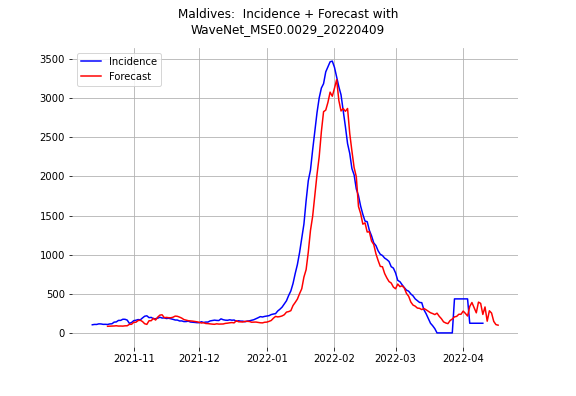 Maldives:  Incidence + Forecast with
WaveNet_MSE0.0029_20220409
Incidence
Forecast
3500
3000
2500
2000
1500
1000
500
0
2021-11 2021-12 2022-01 2022-02 2022-03 2022-04